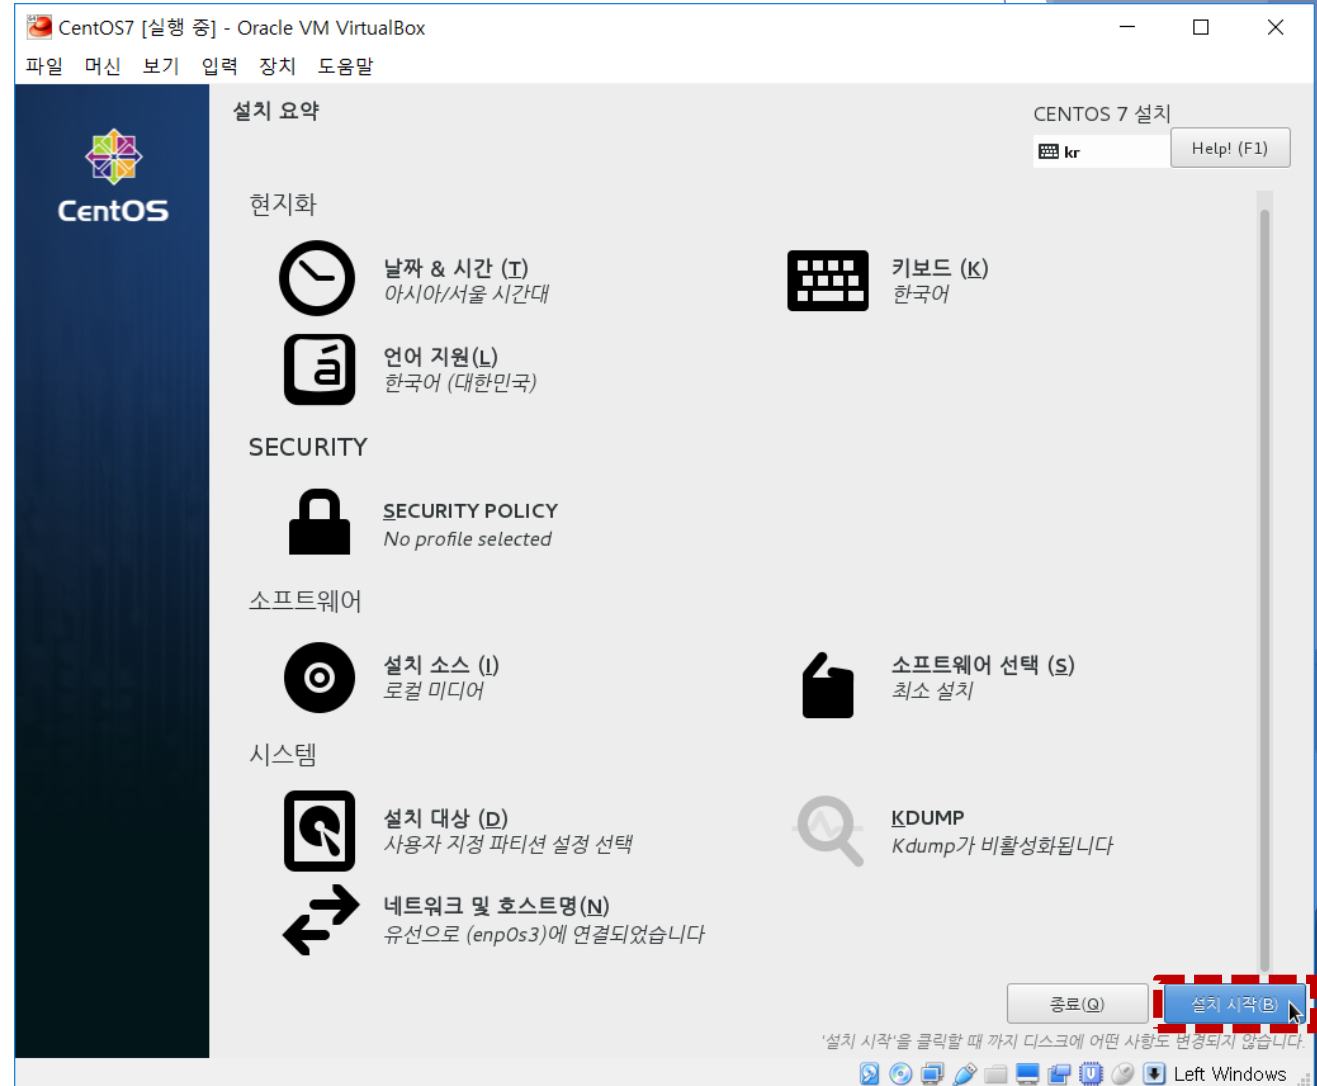 CentOS7 [실행 중] - Oracle VM VirtualBox
파일 머신 보기 입력 장치 도움말
설치 요약
CENTOS 7 설치
kr
Help! (F1)
CentOS
현지화
날짜 & 시간 (T)
아시아/서울 시간대
키보드 (K)
한국어
언어 지원(L)
한국어 (대한민국)
SECURITY
SECURITY POLICY
No profile selected
소프트웨어
설치 소스 (I)
로컬 미디어
소프트웨어 선택 (S)
최소 설치
시스템
설치 대상 (D)
사용자 지정 파티션 설정 선택
KDUMP
Kdump가 비활성화됩니다
네트워크 및 호스트명(N)
유선으로 (enp0s3)에 연결되었습니다
종료(Q)
설치 시작(B)
'설치 시작'을 클릭할 때 까지 디스크에 어떤 사항도 변경되지 않습니다.
Left Windows